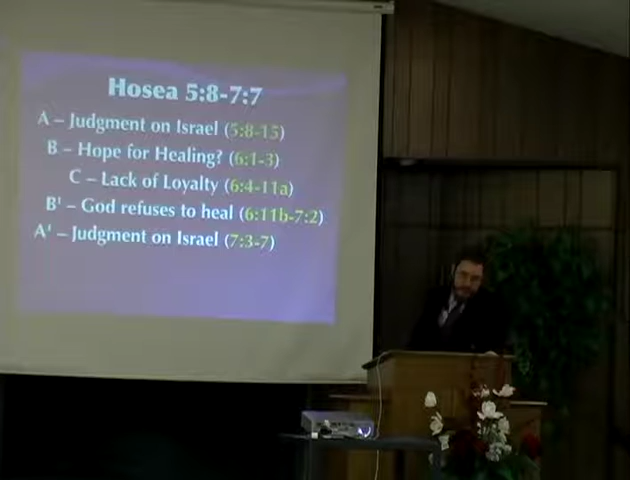 Hosea 5:8-7:7
A – Judgment on Israel (5:8-15)
B – Hope for Healing? (6:1-3)
C – Lack of Loyalty (6:4-11a)
B' – God refuses to heal (6:11b-7:2)
A' – Judgment on Israel (7:3-7)